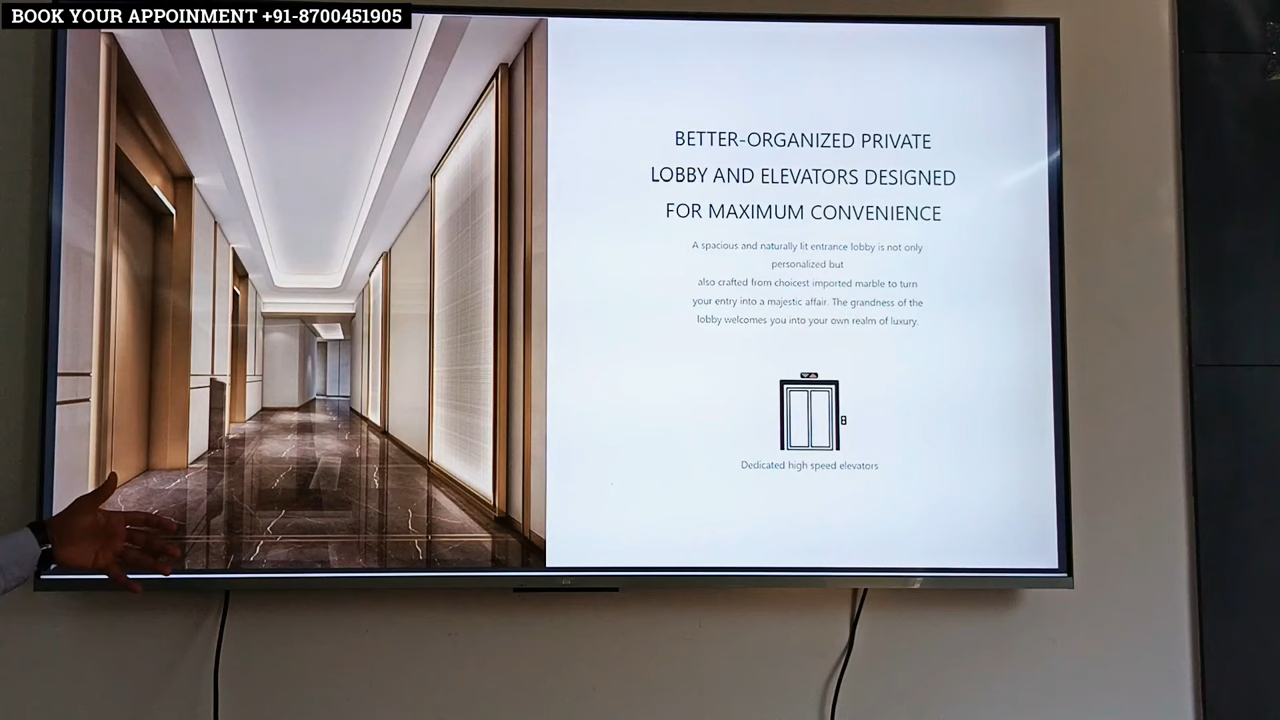 BOOK YOUR APPOINMENT +91-8700451905
BETTER-ORGANIZED PRIVATE
LOBBY AND ELEVATORS DESIGNED
FOR MAXIMUM CONVENIENCE
A spacious and naturally lit entrance lobby is not only
personalized but
also crafted from choicest imported marble to turn
your entry into a majestic affair. The grandness of the
lobby welcomes you into your own realm of luxury.
Dedicated high speed elevators